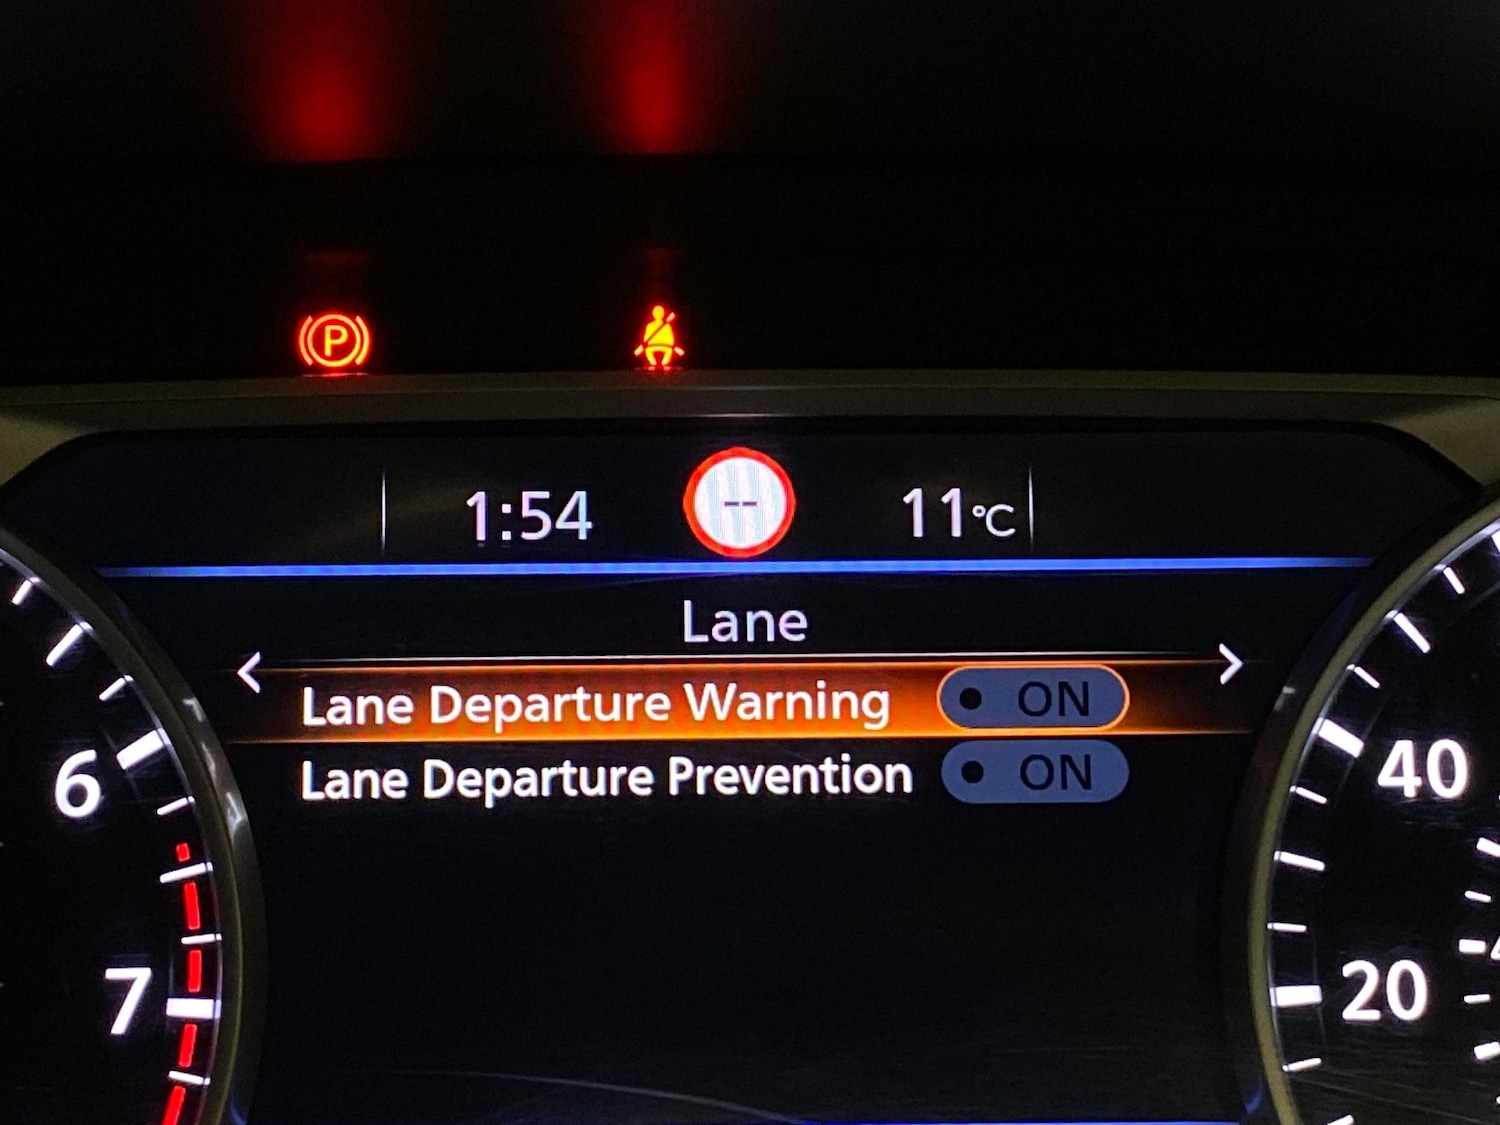 P
1:54
--
11°C
Lane
Lane Departure Warning ON
Lane Departure Prevention ON
6
7
40
20